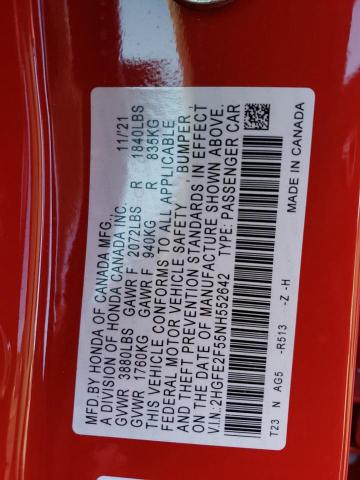 MFD.BY HONDA OF CANADA MFG., 11/21
A DIVISION OF HONDA CANADA INC.
GVWR 3880LBS GAWR F 2072LBS R 1840LBS
GVWR 1760KG GAWR F 940KG R 835KG
THIS VEHICLE CONFORMS TO ALL APPLICABLE
FEDERAL MOTOR VEHICLE SAFETY , BUMPER ,
AND THEFT PREVENTION STANDARDS IN EFFECT
ON THE DATE OF MANUFACTURE SHOWN ABOVE.
V.I.N.:2HGFE2F55NH552642 TYPE: PASSENGER CAR
T23 N AG5 -R513 -Z -H MADE IN CANADA